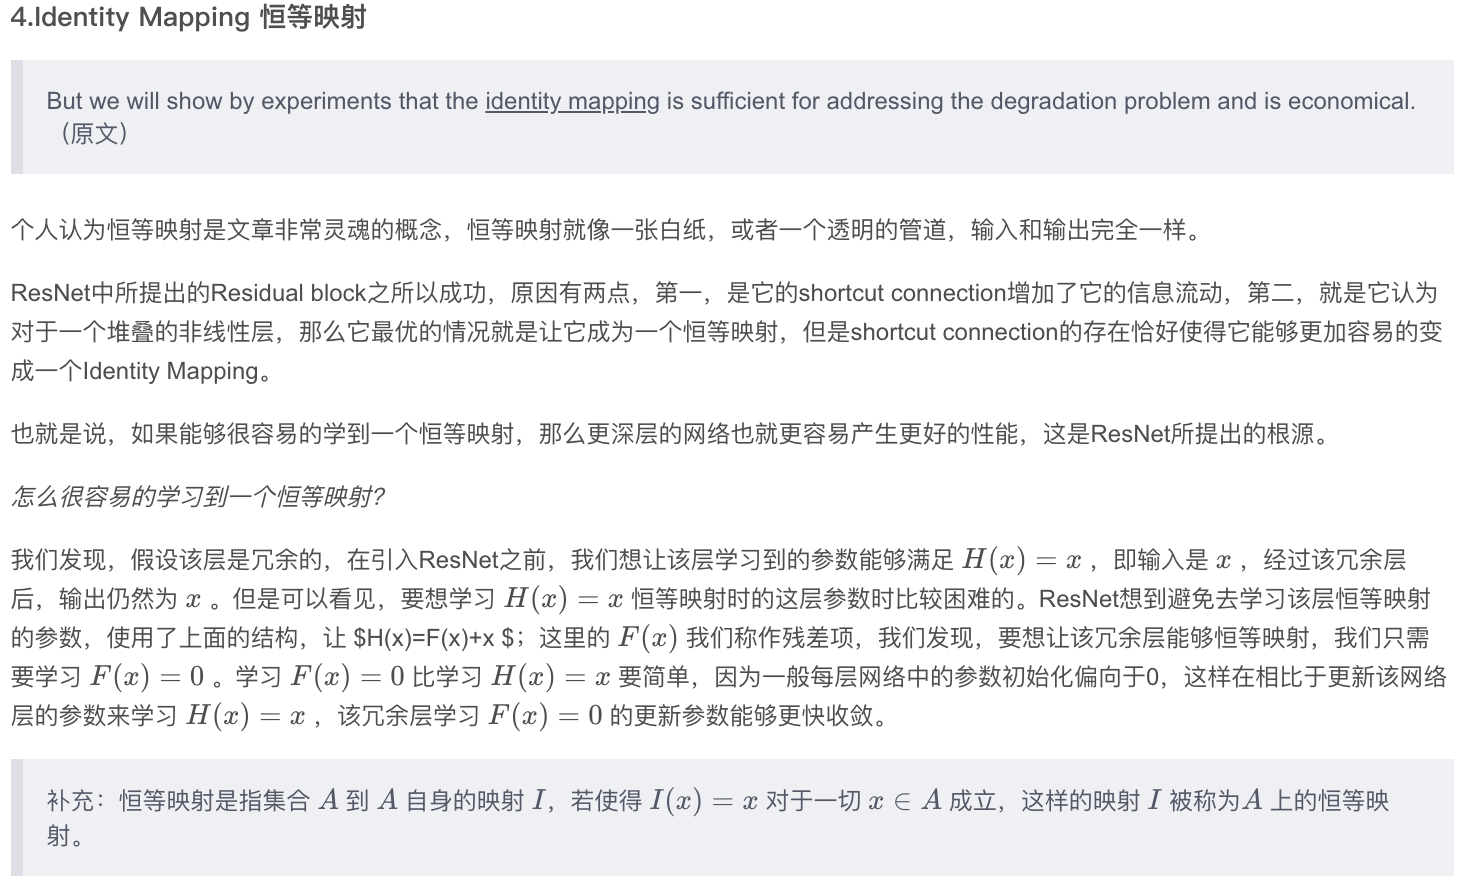 4.Identity Mapping 恒等映射
But we will show by experiments that the identity mapping is sufficient for addressing the degradation problem and is economical.
（原文）
个人认为恒等映射是文章非常灵魂的概念，恒等映射就像一张白纸，或者一个透明的管道，输入和输出完全一样。
ResNet中所提出的Residual block之所以成功，原因有两点，第一，是它的shortcut connection增加了它的信息流动，第二，就是它认为
对于一个堆叠的非线性层，那么它最优的情况就是让它成为一个恒等映射，但是shortcut connection的存在恰好使得它能够更加容易的变
成一个Identity Mapping。
也就是说，如果能够很容易的学到一个恒等映射，那么更深层的网络也就更容易产生更好的性能，这是ResNet所提出的根源。
怎么很容易的学习到一个恒等映射?
我们发现，假设该层是冗余的，在引入ResNet之前，我们想让该层学习到的参数能够满足 H(x) = x ，即输入是 x ，经过该冗余层
后，输出仍然为 x 。但是可以看见，要想学习 H(x) = x 恒等映射时的这层参数时比较困难的。ResNet想到避免去学习该层恒等映射
的参数，使用了上面的结构，让 $H(x)=F(x)+x $；这里的 F(x) 我们称作残差项，我们发现，要想让该冗余层能够恒等映射，我们只需
要学习 F(x) = 0 。学习 F(x) = 0 比学习 H(x) = x 要简单，因为一般每层网络中的参数初始化偏向于0，这样在相比于更新该网络
层的参数来学习 H(x) = x ，该冗余层学习 F(x) = 0 的更新参数能够更快收敛。
补充：恒等映射是指集合 A 到 A 自身的映射 I，若使得 I(x) = x 对于一切 x ∈ A 成立，这样的映射 I 被称为A 上的恒等映
射。